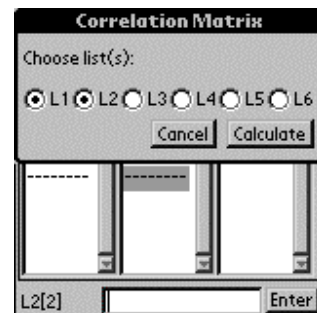 Correlation Matrix
Choose list(s):
L1 L2 L3 L4 L5 L6
Cancel Calculate
-------- --------
L2[2] Enter